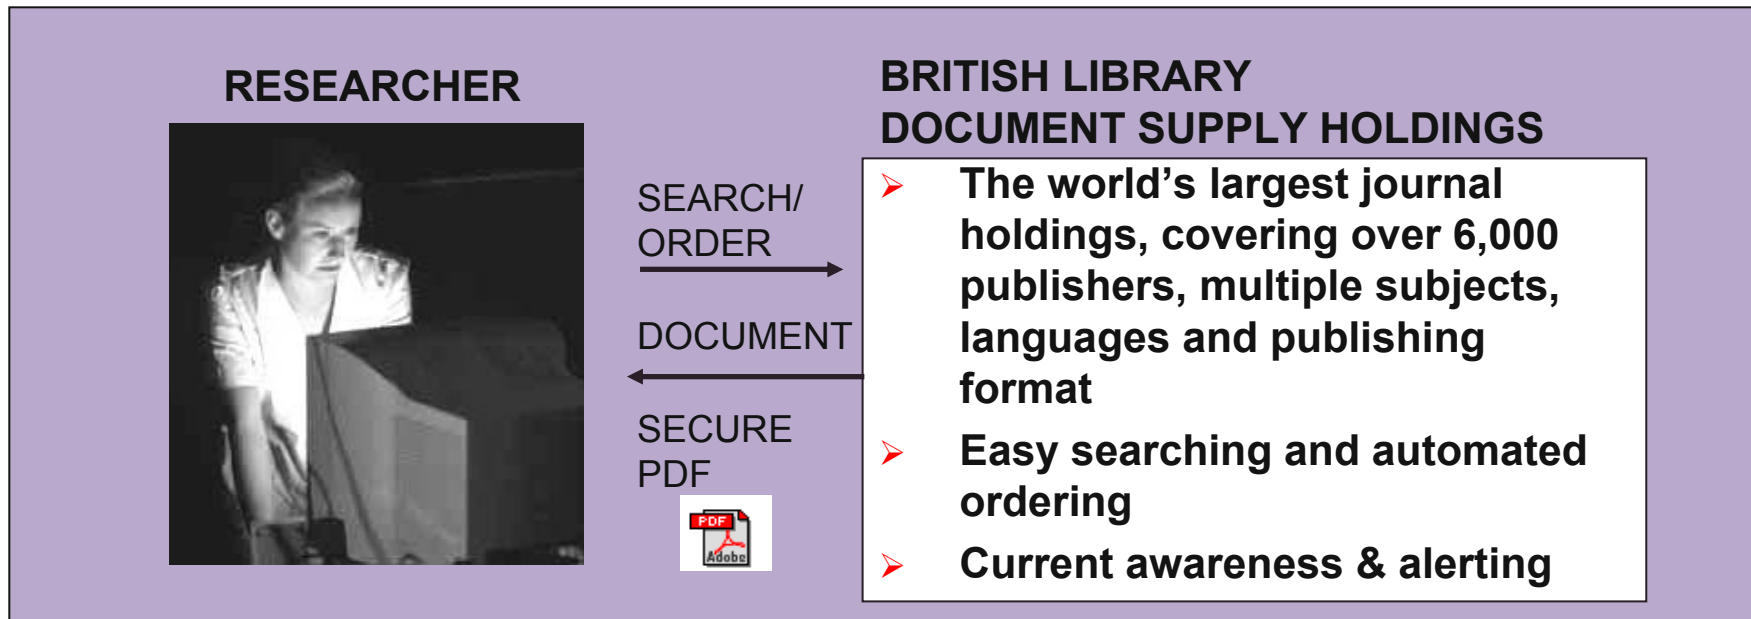 RESEARCHER
BRITISH LIBRARY
DOCUMENT SUPPLY HOLDINGS
SEARCH/
ORDER
DOCUMENT
SECURE
PDF
PDF
Adobe
The world’s largest journal
holdings, covering over 6,000
publishers, multiple subjects,
languages and publishing
format
Easy searching and automated
ordering
Current awareness & alerting